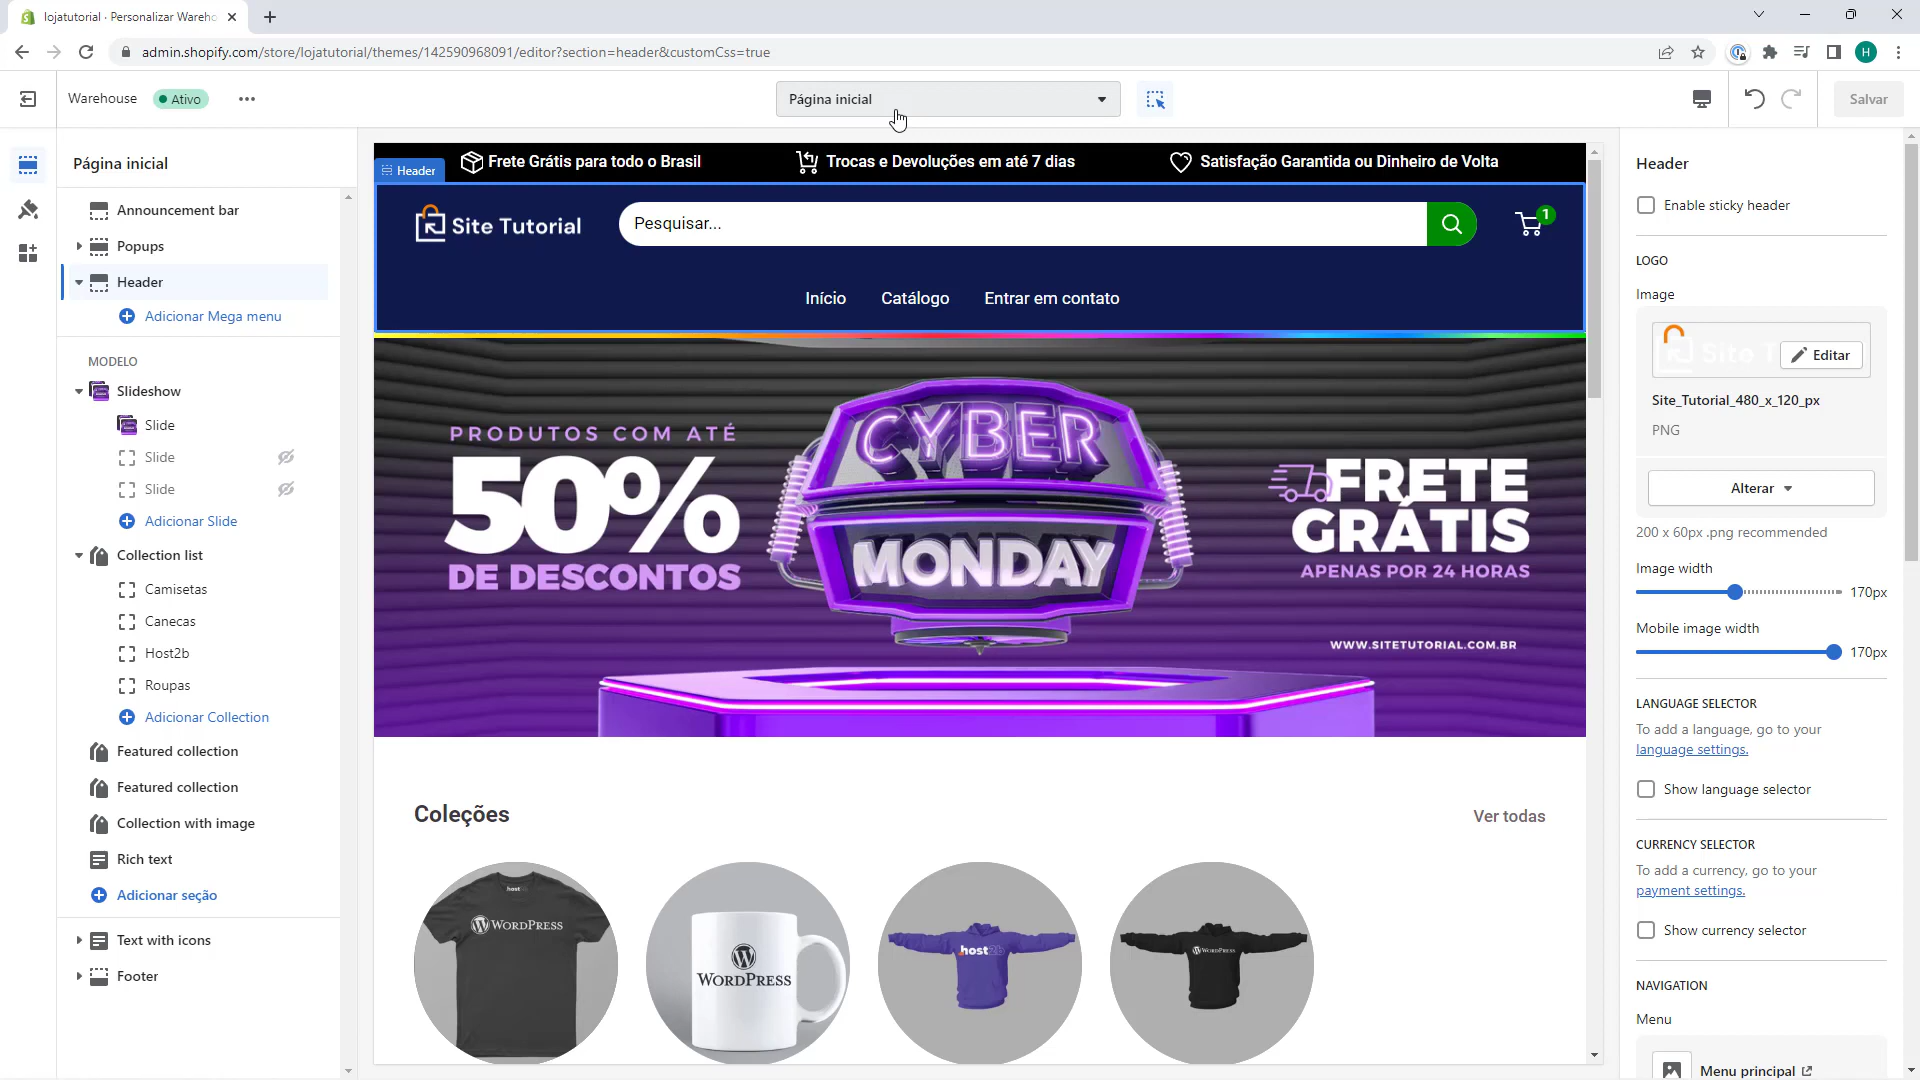 lojatutorial · Personalizar Wareho
admin.shopify.com/store/lojatutorial/themes/142590968091/editor?section=header&customCss=true
H
Warehouse
Ativo
Página inicial
Salvar
Página inicial
Announcement bar
Popups
Header
Adicionar Mega menu
MODELO
Slideshow
Slide
Slide
Slide
Adicionar Slide
Collection list
Camisetas
Canecas
Host2b
Roupas
Adicionar Collection
Featured collection
Featured collection
Collection with image
Rich text
Adicionar seção
Text with icons
Footer
Frete Grátis para todo o Brasil
Trocas e Devoluções em até 7 dias
Satisfação Garantida ou Dinheiro de Volta
Header
Site Tutorial
Pesquisar...
1
Início
Catálogo
Entrar em contato
PRODUTOS COM ATÉ
50%
DE DESCONTOS
CYBER
MONDAY
FRETE
GRÁTIS
APENAS POR 24 HORAS
WWW.SITETUTORIAL.COM.BR
Coleções
Ver todas
host
WORDPRESS
WORDPRESS
host2b
WORDPRESS
Header
Enable sticky header
LOGO
Image
Site T
Editar
Site_Tutorial_480_x_120_px
PNG
Alterar
200 x 60px .png recommended
Image width
170px
Mobile image width
170px
LANGUAGE SELECTOR
To add a language, go to your
language settings.
Show language selector
CURRENCY SELECTOR
To add a currency, go to your
payment settings.
Show currency selector
NAVIGATION
Menu
Menu principal